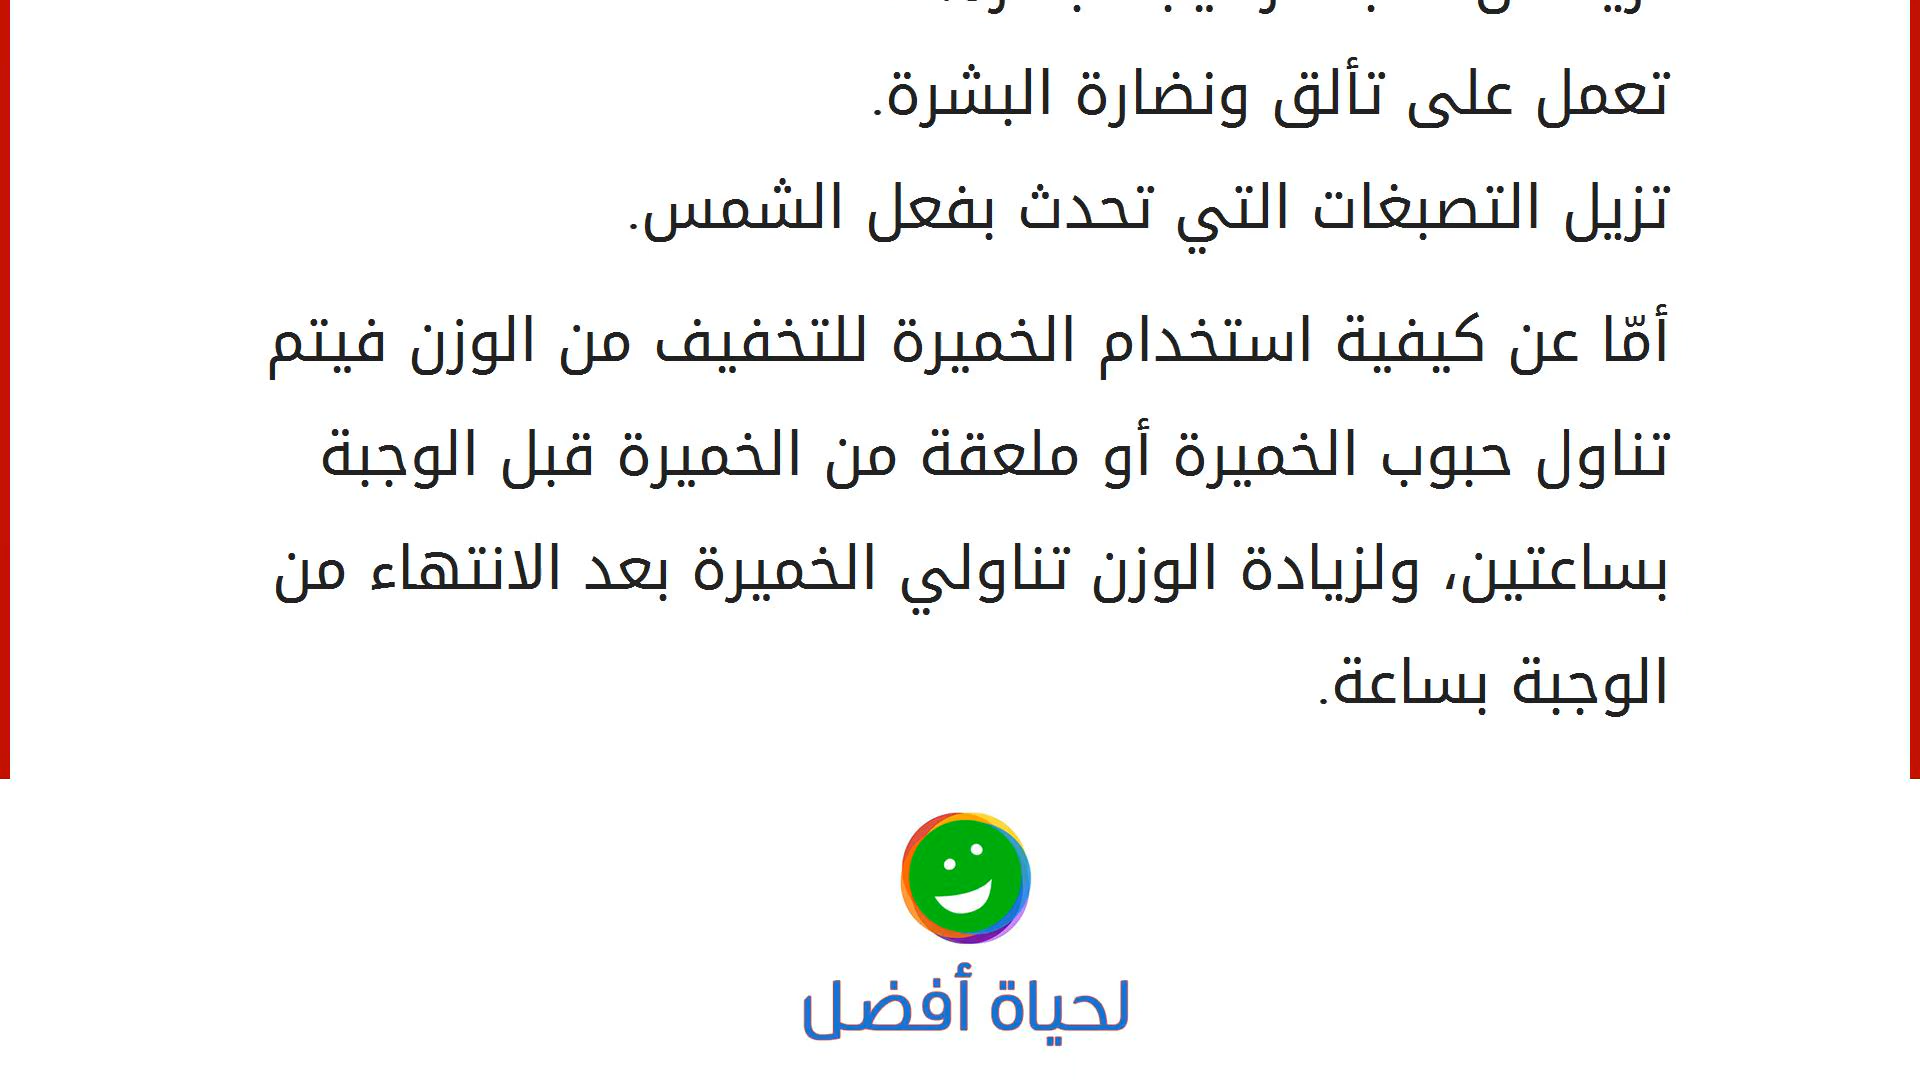 تعمل على تألق ونضارة البشرة.
تزيل التصبغات التي تحدث بفعل الشمس.
أمّا عن كيفية استخدام الخميرة للتخفيف من الوزن فيتم
تناول حبوب الخميرة أو ملعقة من الخميرة قبل الوجبة
بساعتين، ولزيادة الوزن تناولي الخميرة بعد الانتهاء من
الوجبة بساعة.
لحياة أفضل